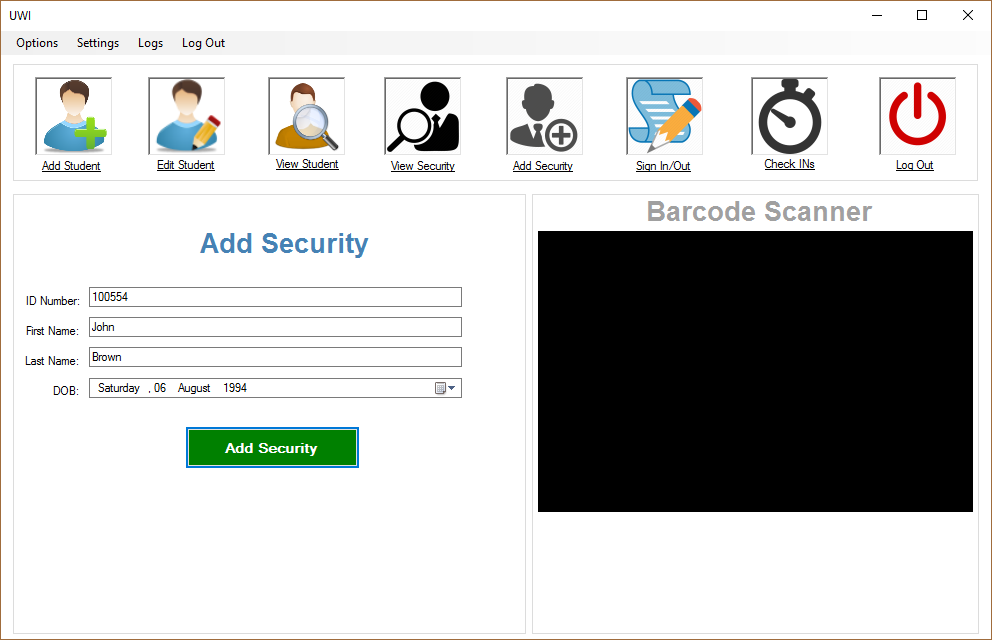 UWI
Options Settings Logs Log Out
Add Student Edit Student View Student View Security Add Security Sign In/Out Check INs Log Out
Add Security
ID Number: 100554
First Name: John
Last Name: Brown
DOB: Saturday , 06 August 1994
Add Security
Barcode Scanner